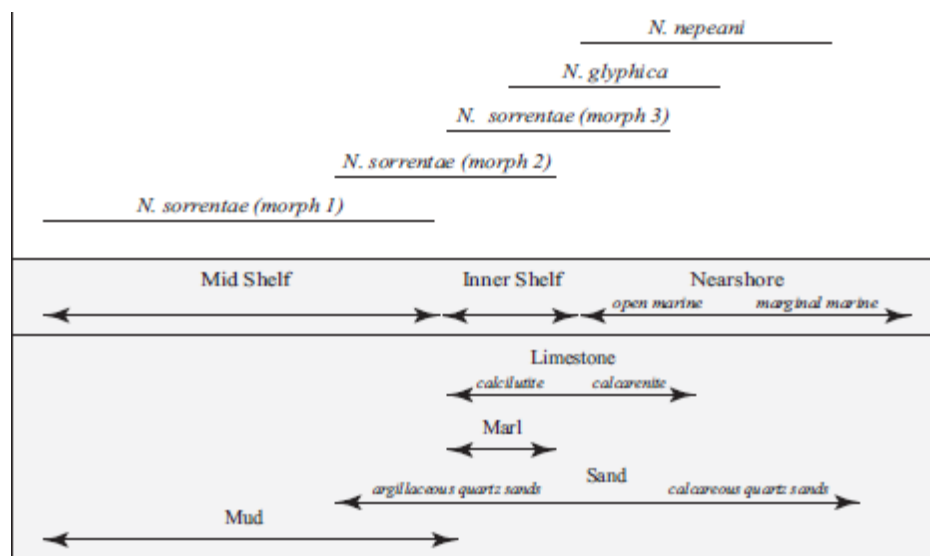 N. nepeani
N. glyphica
N. sorrentae (morph 3)
N. sorrentae (morph 2)
N. sorrentae (morph 1)
Mid Shelf Inner Shelf Nearshore
open marine marginal marine
Limestone
calcilutite calcarenite
Marl
Sand
argillaceous quartz sands calcareous quartz sands
Mud